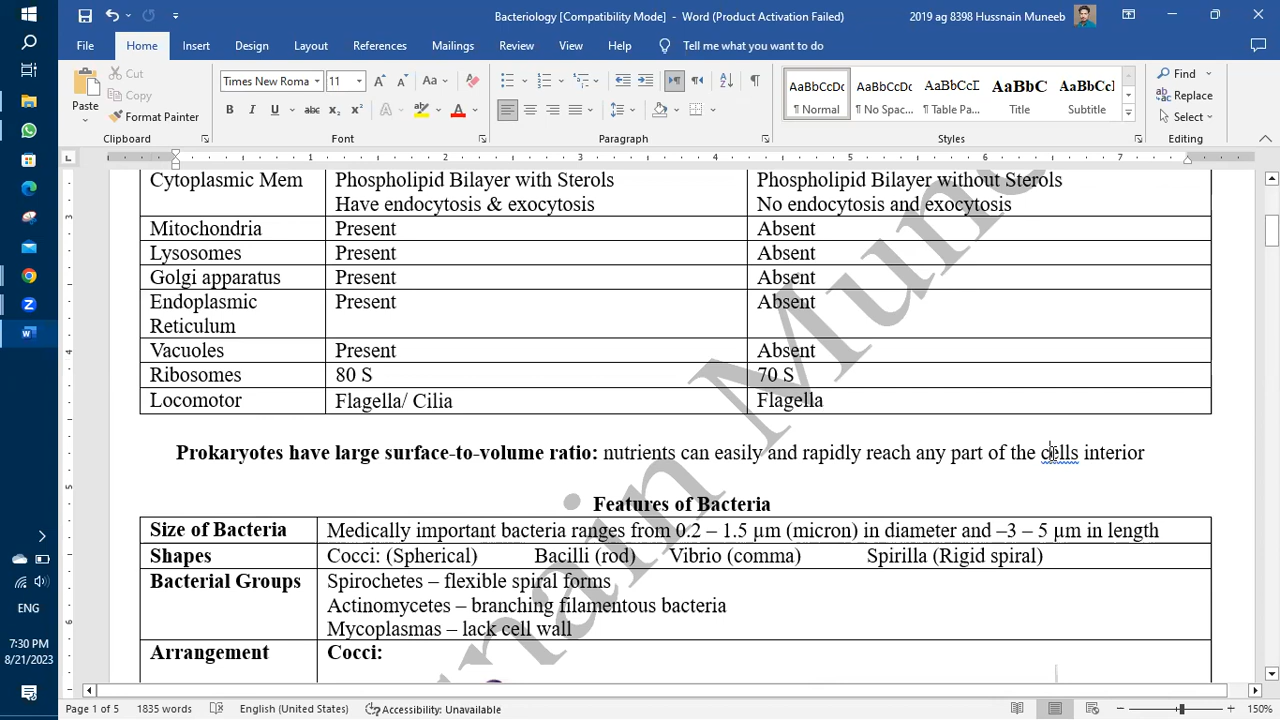 Bacteriology [Compatibility Mode] - Word (Product Activation Failed)
2019 ag 8398 Hussnain Muneeb
File Home Insert Design Layout References Mailings Review View Help Tell me what you want to do
Paste
Cut
Copy
Format Painter
Clipboard
Times New Roma 11
Font
Paragraph
AaBbCcDc ¶ Normal
AaBbCcDc ¶ No Spac...
AaBbCcD ¶ Table Pa...
AaBbC Title
AaBbCcI Subtitle
Styles
Find
Replace
Select
Editing
1 2 3 4 5 6 7
Cytoplasmic Mem Phospholipid Bilayer with Sterols Phospholipid Bilayer without Sterols
Have endocytosis & exocytosis No endocytosis and exocytosis
Mitochondria Present Absent
Lysosomes Present Absent
Golgi apparatus Present Absent
Endoplasmic Present Absent
Reticulum
Vacuoles Present Absent
Ribosomes 80 S 70 S
Locomotor Flagella/ Cilia Flagella
Prokaryotes have large surface-to-volume ratio: nutrients can easily and rapidly reach any part of the cells interior
Features of Bacteria
Size of Bacteria Medically important bacteria ranges from 0.2 – 1.5 µm (micron) in diameter and –3 – 5 µm in length
Shapes Cocci: (Spherical) Bacilli (rod) Vibrio (comma) Spirilla (Rigid spiral)
Bacterial Groups Spirochetes – flexible spiral forms
Actinomycetes – branching filamentous bacteria
Mycoplasmas – lack cell wall
Arrangement Cocci:
ENG
7:30 PM
8/21/2023
Page 1 of 5 1835 words English (United States) Accessibility: Unavailable 150%